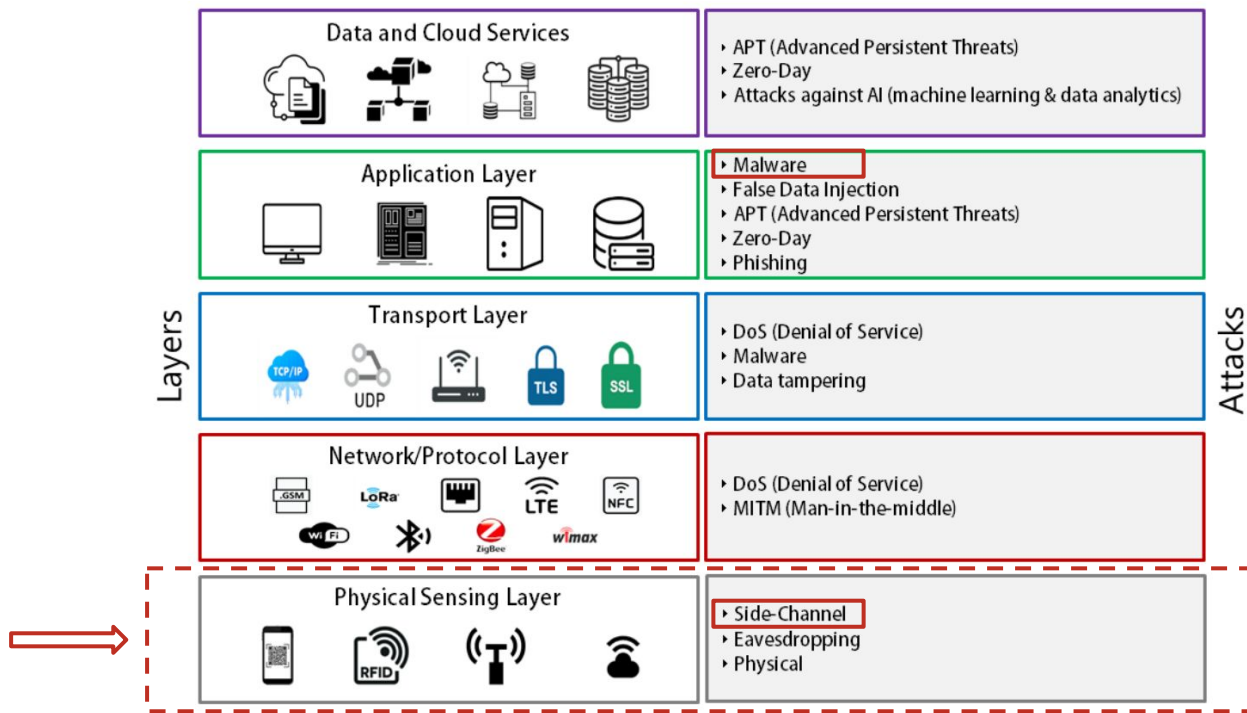 Data and Cloud Services
‣ APT (Advanced Persistent Threats)
‣ Zero-Day
‣ Attacks against AI (machine learning & data analytics)
Application Layer
‣ Malware
‣ False Data Injection
‣ APT (Advanced Persistent Threats)
‣ Zero-Day
‣ Phishing
Layers
Transport Layer
TCP/IP
UDP
TLS
SSL
‣ DoS (Denial of Service)
‣ Malware
‣ Data tampering
Attacks
Network/Protocol Layer
.GSM
LoRa
LTE
NFC
Wi Fi
ZigBee
wimax
‣ DoS (Denial of Service)
‣ MITM (Man-in-the-middle)
Physical Sensing Layer
RFID
‣ Side-Channel
‣ Eavesdropping
‣ Physical